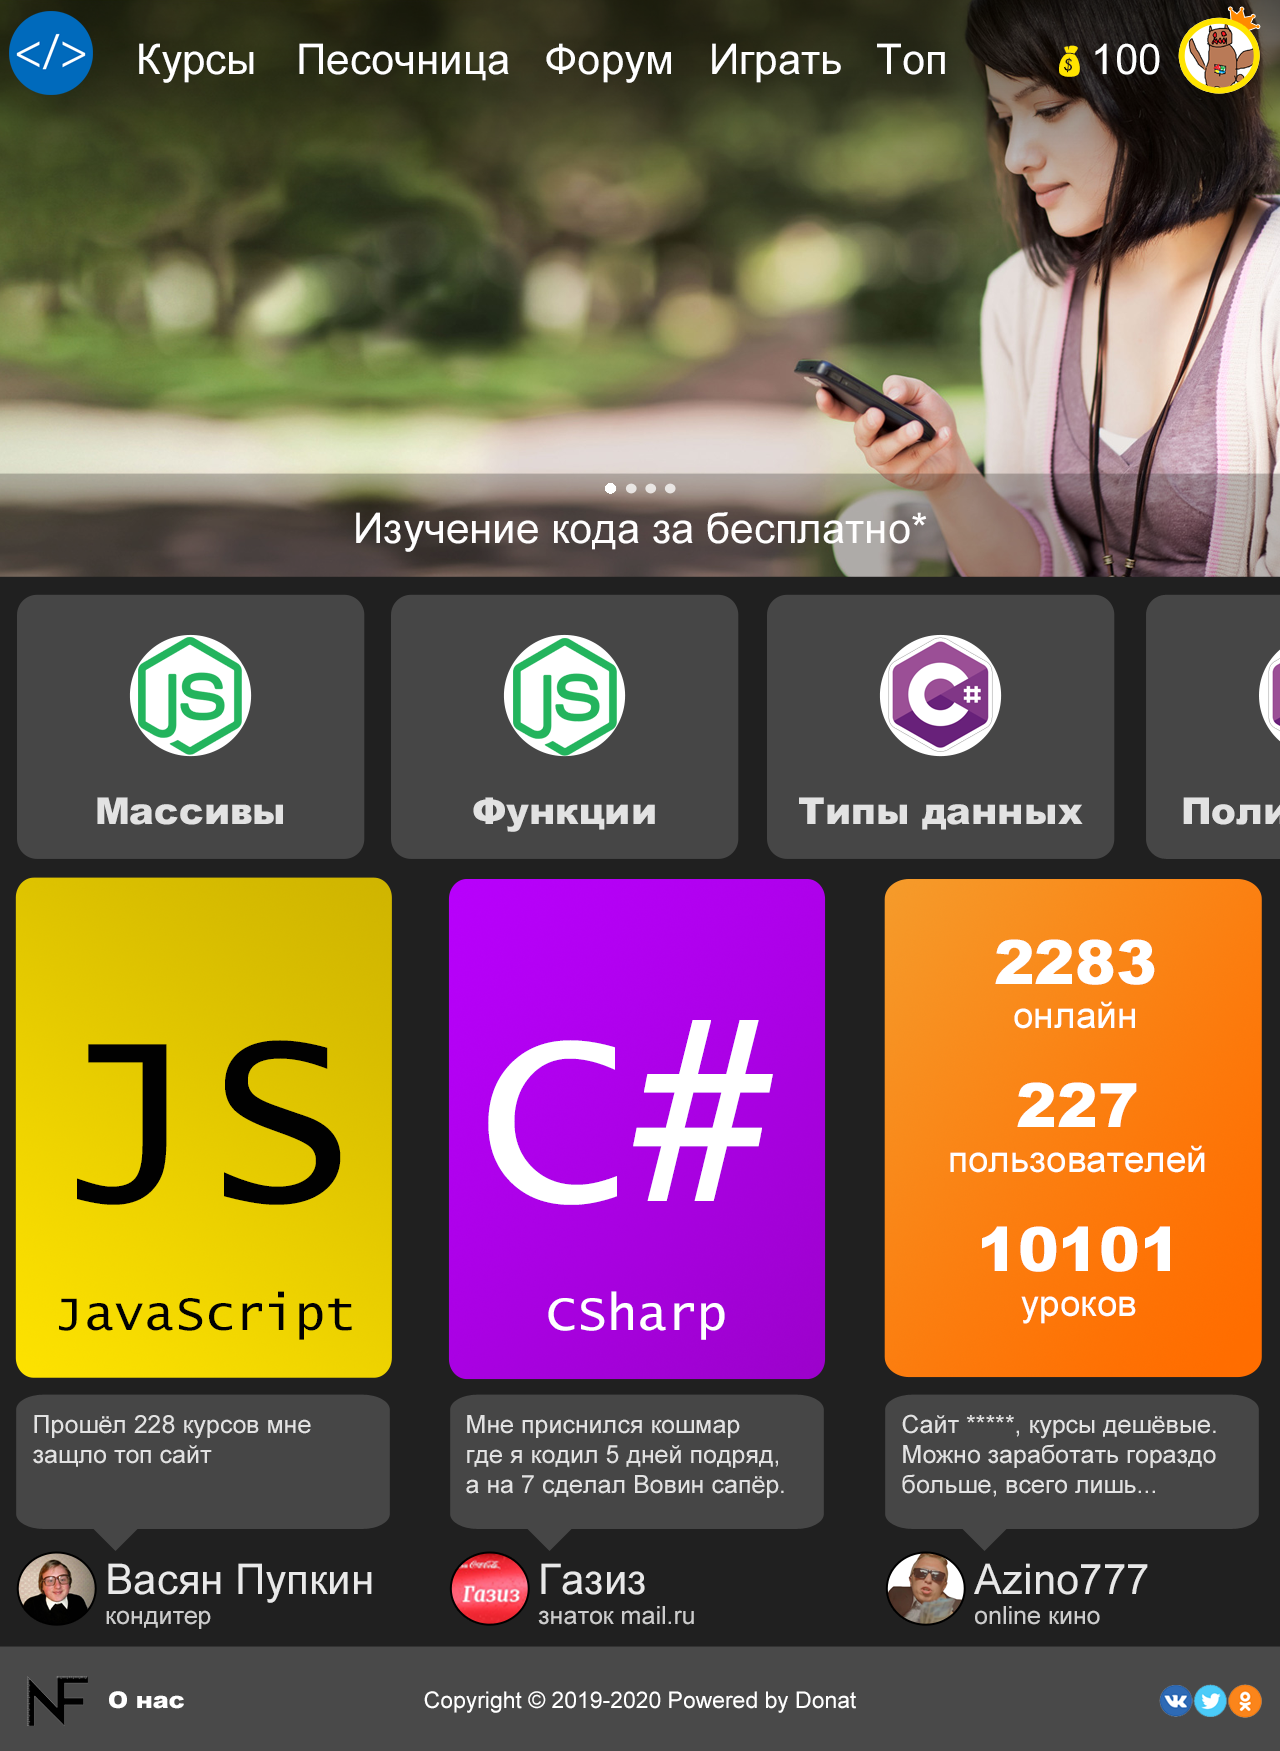 </>
Курсы Песочница Форум Играть Топ 100
Изучение кода за бесплатно*
JS JS C#
Массивы Функции Типы данных Поли
2283
онлайн
227
пользователей
10101
уроков
JS
JavaScript
C#
CSharp
Прошёл 228 курсов мне
защло топ сайт
Мне приснился кошмар
где я кодил 5 дней подряд,
а на 7 сделал Вовин сапёр.
Сайт *****, курсы дешёвые.
Можно заработать гораздо
больше, всего лишь...
Васян Пупкин
кондитер
Coca-Cola
Газиз
Газиз
знаток mail.ru
Azino777
online кино
NF О нас Copyright © 2019-2020 Powered by Donat